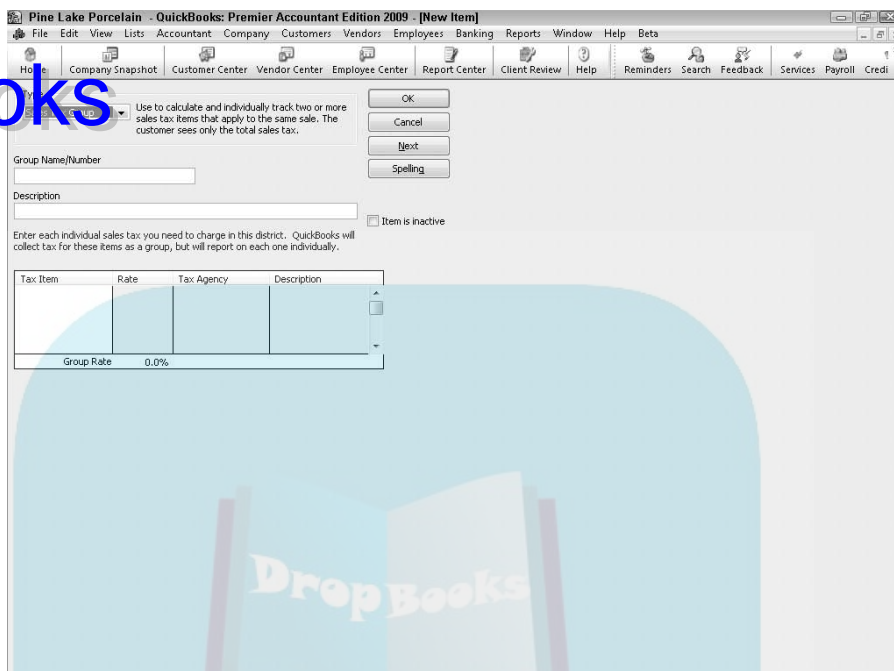 Pine Lake Porcelain - QuickBooks: Premier Accountant Edition 2009 - [New Item]
File Edit View Lists Accountant Company Customers Vendors Employees Banking Reports Window Help Beta
Home Company Snapshot Customer Center Vendor Center Employee Center Report Center Client Review Help Reminders Search Feedback Services Payroll Credi
oks
Type
Group
Use to calculate and individually track two or more
sales tax items that apply to the same sale. The
customer sees only the total sales tax.
OK
Cancel
Next
Spelling
Group Name/Number
Description
Item is inactive
Enter each individual sales tax you need to charge in this district. QuickBooks will
collect tax for these items as a group, but will report on each one individually.
Tax Item Rate Tax Agency Description
Group Rate 0.0%
DropBooks